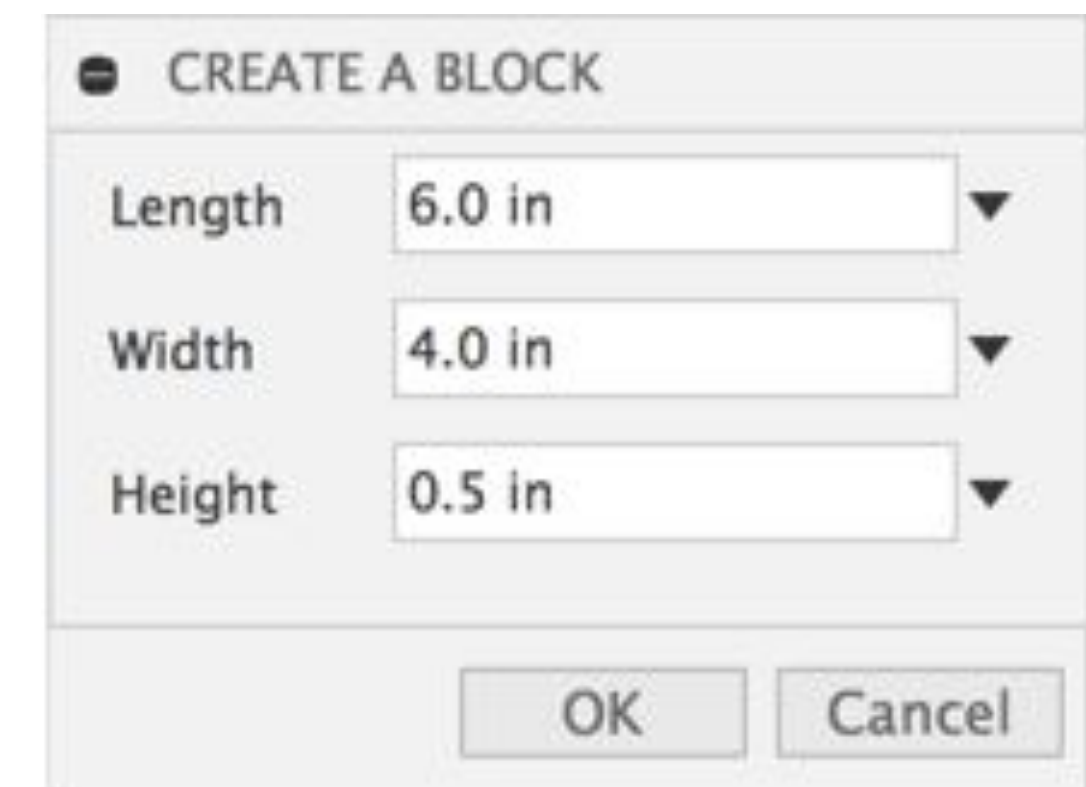 CREATE A BLOCK
Length 6.0 in
Width 4.0 in
Height 0.5 in
OK Cancel